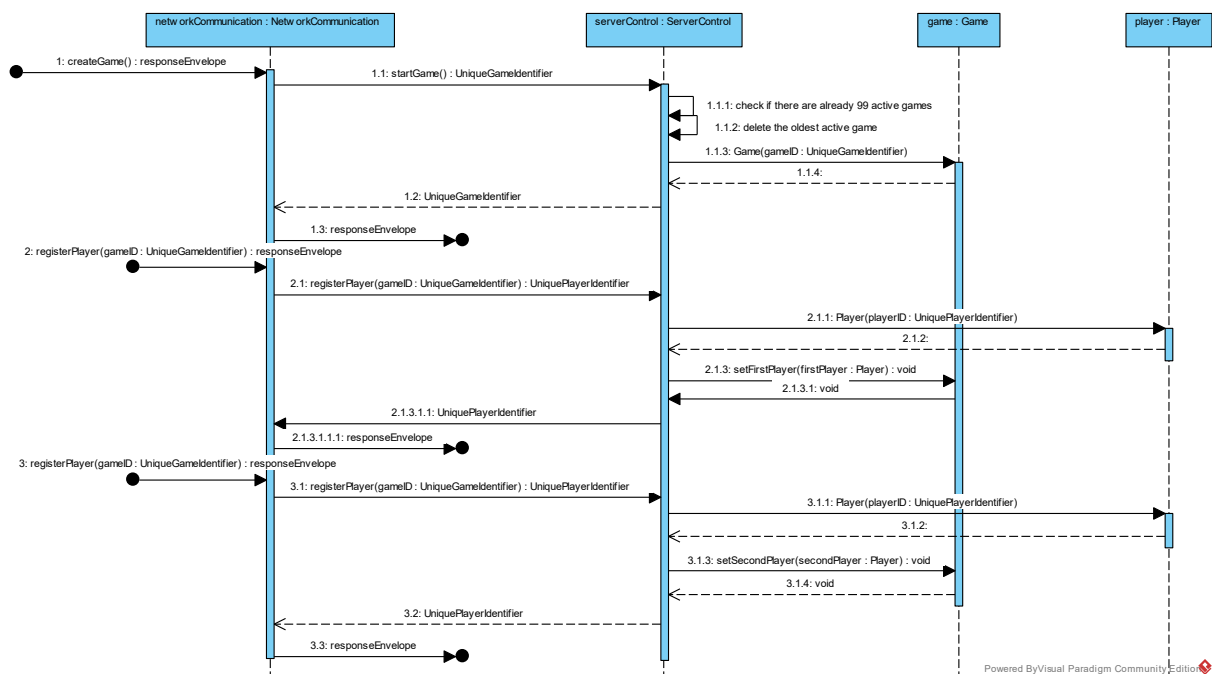 networkCommunication : NetworkCommunication
serverControl : ServerControl
game : Game
player : Player
1: createGame() : responseEnvelope
1.1: startGame() : UniqueGameIdentifier
1.1.1: check if there are already 99 active games
1.1.2: delete the oldest active game
1.1.3: Game(gameID : UniqueGameIdentifier)
1.1.4:
1.2: UniqueGameIdentifier
1.3: responseEnvelope
2: registerPlayer(gameID : UniqueGameIdentifier) : responseEnvelope
2.1: registerPlayer(gameID : UniqueGameIdentifier) : UniquePlayerIdentifier
2.1.1: Player(playerID : UniquePlayerIdentifier)
2.1.2:
2.1.3: setFirstPlayer(firstPlayer : Player) : void
2.1.3.1: void
2.1.3.1.1: UniquePlayerIdentifier
2.1.3.1.1.1: responseEnvelope
3: registerPlayer(gameID : UniqueGameIdentifier) : responseEnvelope
3.1: registerPlayer(gameID : UniqueGameIdentifier) : UniquePlayerIdentifier
3.1.1: Player(playerID : UniquePlayerIdentifier)
3.1.2:
3.1.3: setSecondPlayer(secondPlayer : Player) : void
3.1.4: void
3.2: UniquePlayerIdentifier
3.3: responseEnvelope
Powered ByVisual Paradigm Community Edition